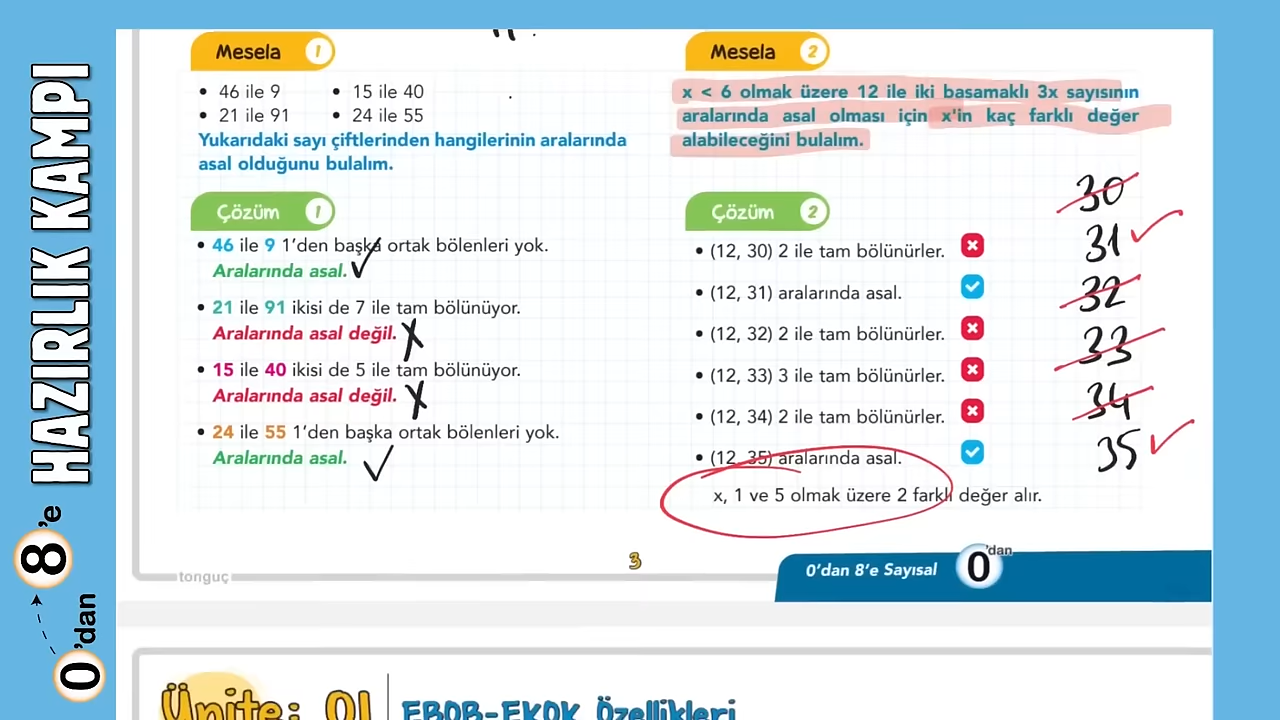 0'dan 8'e HAZIRLIK KAMPI
Mesela 1
• 46 ile 9 • 15 ile 40
• 21 ile 91 • 24 ile 55
Yukarıdaki sayı çiftlerinden hangilerinin aralarında
asal olduğunu bulalım.
Çözüm 1
• 46 ile 9 1'den başka ortak bölenleri yok.
Aralarında asal.
• 21 ile 91 ikisi de 7 ile tam bölünüyor.
Aralarında asal değil.
• 15 ile 40 ikisi de 5 ile tam bölünüyor.
Aralarında asal değil.
• 24 ile 55 1'den başka ortak bölenleri yok.
Aralarında asal.
Mesela 2
x < 6 olmak üzere 12 ile iki basamaklı 3x sayısının
aralarında asal olması için x'in kaç farklı değer
alabileceğini bulalım.
Çözüm 2
• (12, 30) 2 ile tam bölünürler.
• (12, 31) aralarında asal.
• (12, 32) 2 ile tam bölünürler.
• (12, 33) 3 ile tam bölünürler.
• (12, 34) 2 ile tam bölünürler.
• (12, 35) aralarında asal.
x, 1 ve 5 olmak üzere 2 farklı değer alır.
30
31
32
33
34
35
tonguç
3
0'dan 8'e Sayısal
0'dan
Ünite: 01
EBOB-EKOK Özellikleri